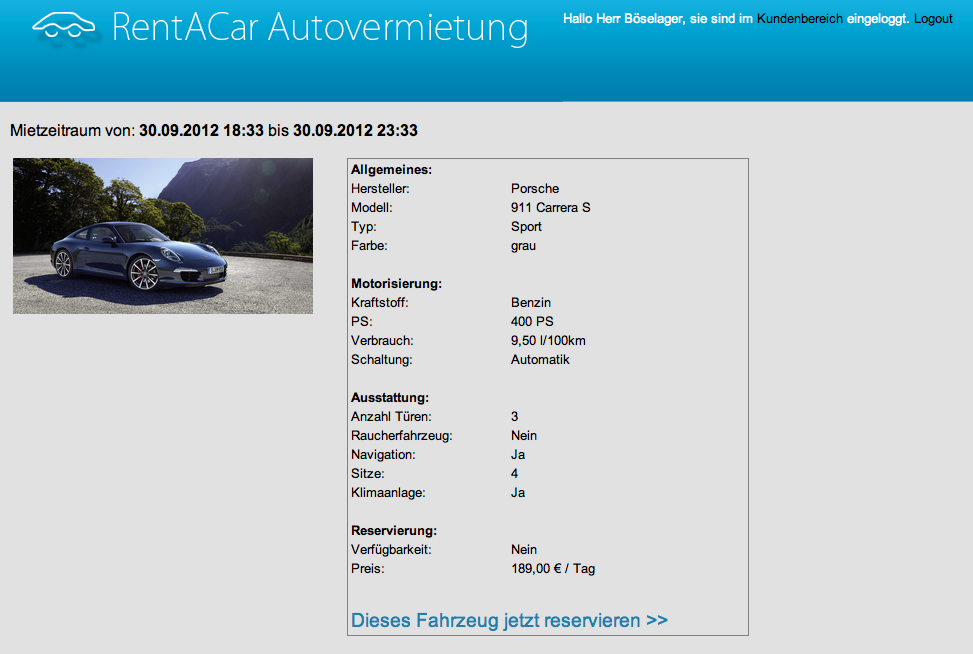 RentACar Autovermietung
Hallo Herr Böselager, sie sind im Kundenbereich eingeloggt. Logout
Mietzeitraum von: 30.09.2012 18:33 bis 30.09.2012 23:33
Allgemeines:
Hersteller: Porsche
Modell: 911 Carrera S
Typ: Sport
Farbe: grau
Motorisierung:
Kraftstoff: Benzin
PS: 400 PS
Verbrauch: 9,50 l/100km
Schaltung: Automatik
Ausstattung:
Anzahl Türen: 3
Raucherfahrzeug: Nein
Navigation: Ja
Sitze: 4
Klimaanlage: Ja
Reservierung:
Verfügbarkeit: Nein
Preis: 189,00 € / Tag
Dieses Fahrzeug jetzt reservieren >>